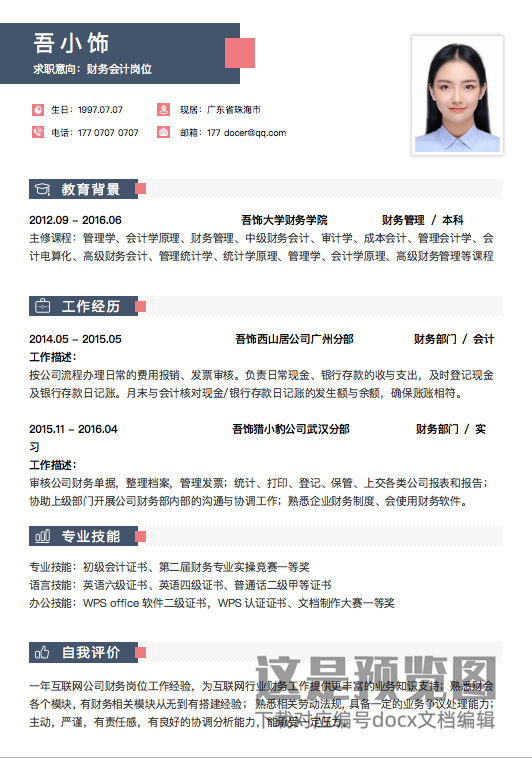 吾小饰
求职意向：财务会计岗位
生日：1997.07.07
现居：广东省珠海市
电话：177 0707 0707
邮箱：177 docer@qq.com
教育背景
2012.09 – 2016.06 吾饰大学财务学院 财务管理 / 本科
主修课程：管理学、会计学原理、财务管理、中级财务会计、审计学、成本会计、管理会计学、会
计电算化、高级财务会计、管理统计学、统计学原理、管理学、会计学原理、高级财务管理等课程
工作经历
2014.05 – 2015.05 吾饰西山居公司广州分部 财务部门 / 会计
工作描述：
按公司流程办理日常的费用报销、发票审核。负责日常现金、银行存款的收与支出，及时登记现金
及银行存款日记账。月末与会计核对现金/银行存款日记账的发生额与余额，确保账账相符。
2015.11 – 2016.04 吾饰猎小豹公司武汉分部 财务部门 / 实
习
工作描述：
审核公司财务单据，整理档案，管理发票；统计、打印、登记、保管、上交各类公司报表和报告；
协助上级部门开展公司财务部内部的沟通与协调工作；熟悉企业财务制度、会使用财务软件。
专业技能
专业技能：初级会计证书、第二届财务专业实操竞赛一等奖
语言技能：英语六级证书、英语四级证书、普通话二级甲等证书
办公技能：WPS office 软件二级证书，WPS 认证证书、文档制作大赛一等奖
自我评价
一年互联网公司财务岗位工作经验，为互联网行业财务工作提供更丰富的业务知识支持；熟悉财会
各个模块，有财务相关模块从无到有搭建经验； 熟悉相关劳动法规，具备一定的业务争议处理能力；
主动，严谨，有责任感，有良好的协调分析能力，能承受一定压力。
这是预览图
下载对应编号docx文档编辑